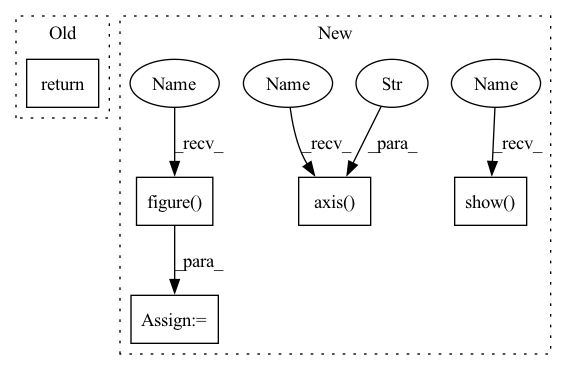 Old
New
return
Name
Name
Str
Name
_recv_
_recv_
_para_
_recv_
figure()
axis()
show()
_para_
Assign:=